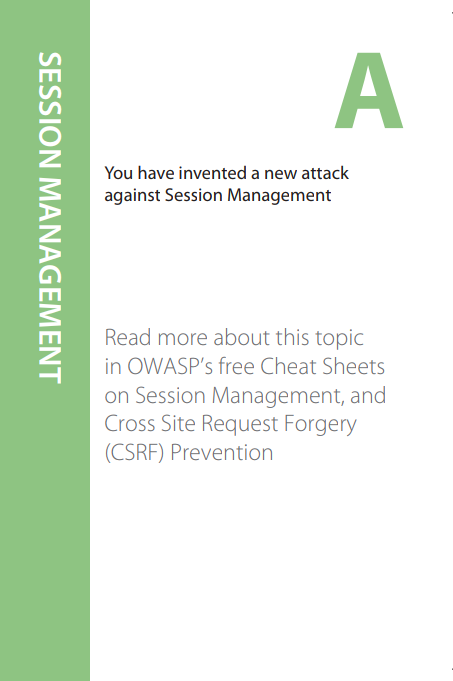 SESSION MANAGEMENT
A
You have invented a new attack
against Session Management
Read more about this topic
in OWASP’s free Cheat Sheets
on Session Management, and
Cross Site Request Forgery
(CSRF) Prevention